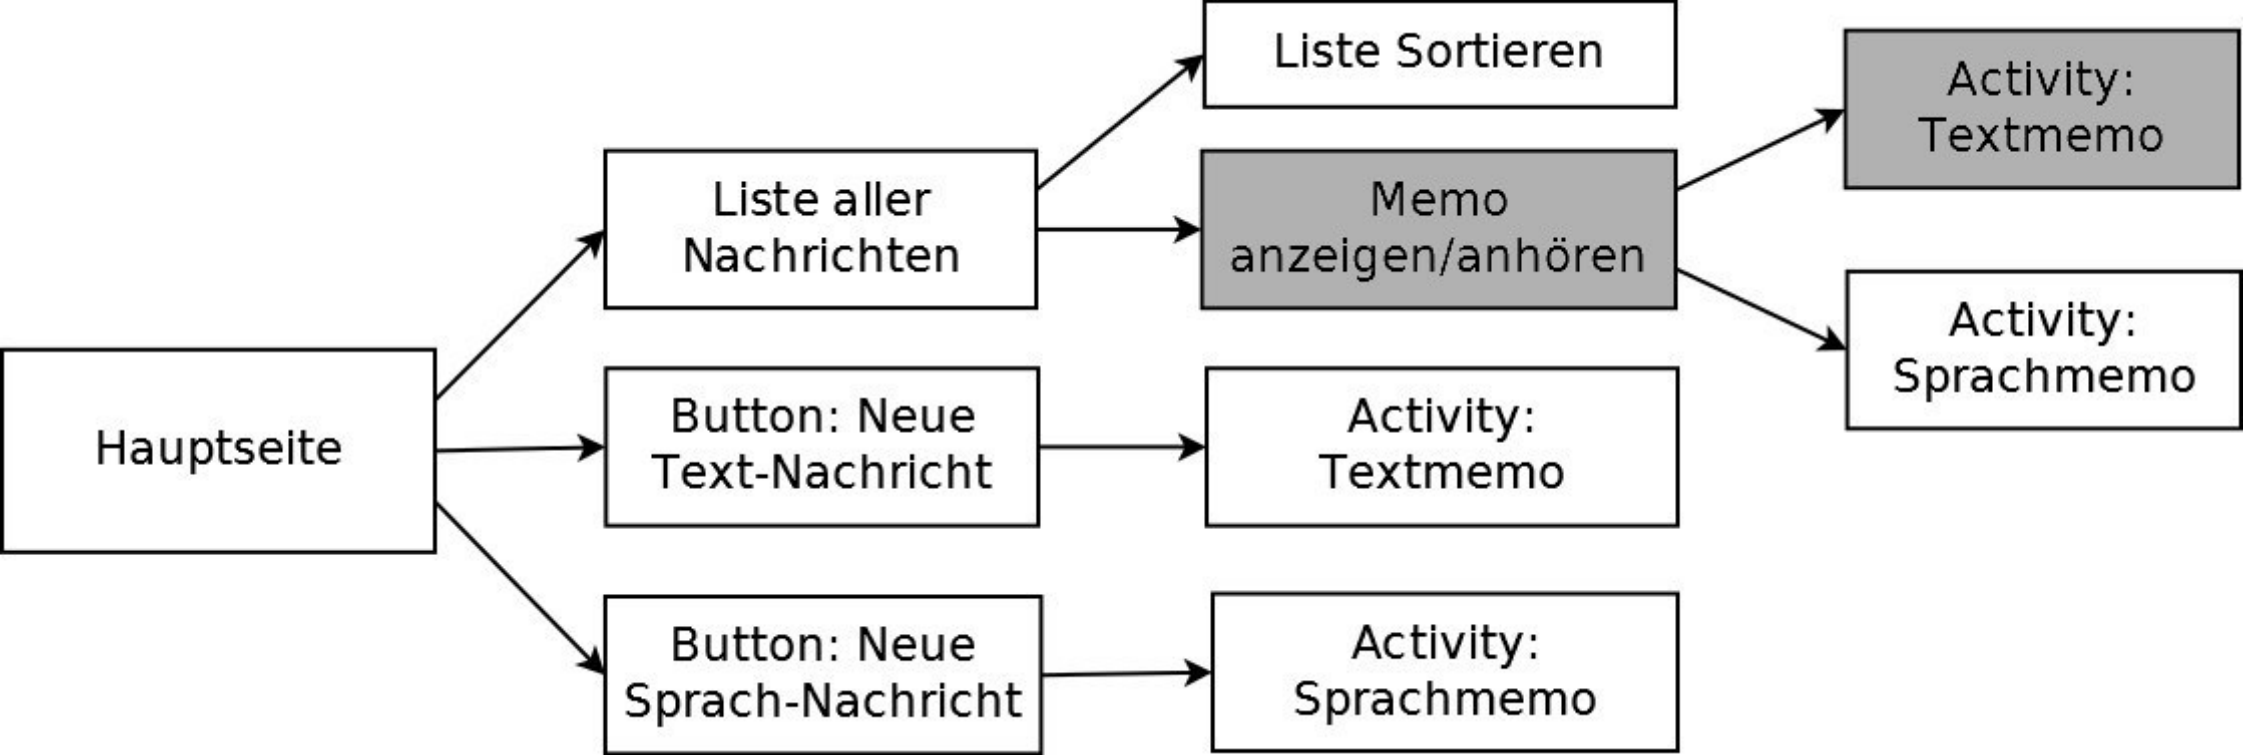 Liste Sortieren
Activity:
Textmemo
Liste aller
Nachrichten
Memo
anzeigen/anhören
Activity:
Sprachmemo
Hauptseite
Button: Neue
Text-Nachricht
Activity:
Textmemo
Button: Neue
Sprach-Nachricht
Activity:
Sprachmemo